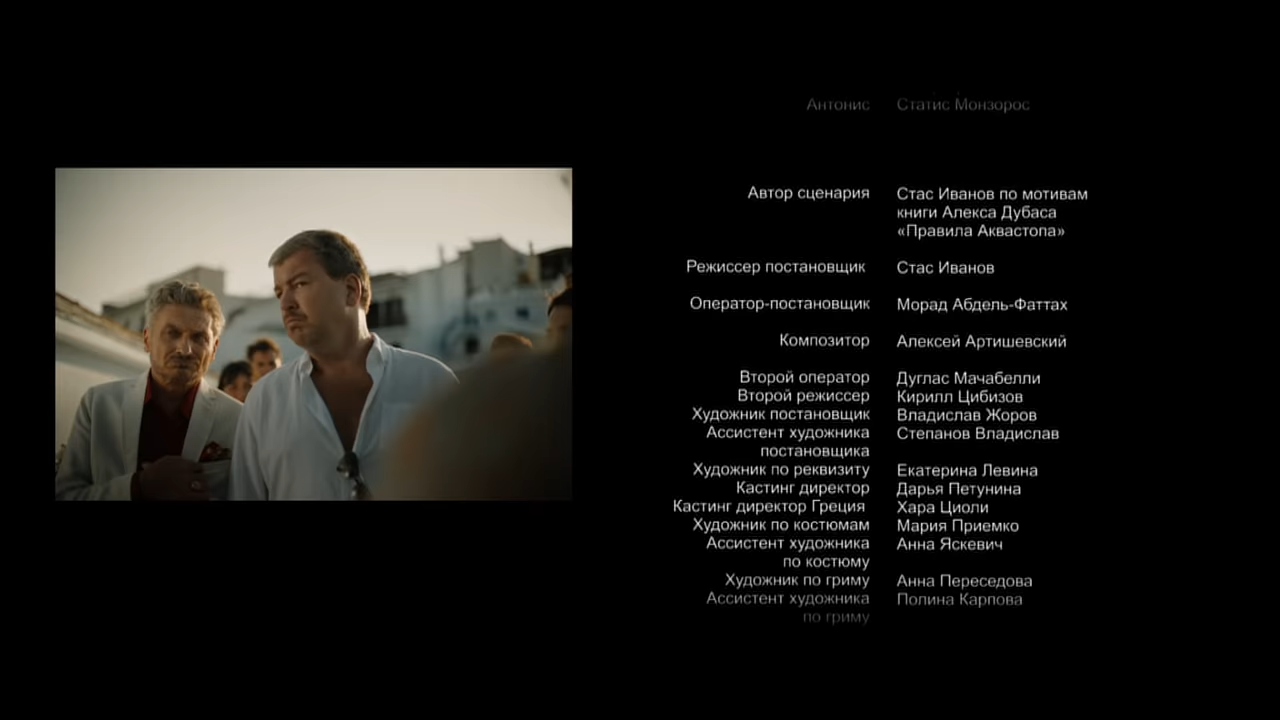 Антонис Статис Монзорос
Автор сценария Стас Иванов по мотивам
книги Алекса Дубаса
«Правила Аквастопа»
Режиссер постановщик Стас Иванов
Оператор-постановщик Морад Абдель-Фаттах
Композитор Алексей Артишевский
Второй оператор Дуглас Мачабелли
Второй режиссер Кирилл Цибизов
Художник постановщик Владислав Жоров
Ассистент художника Степанов Владислав
постановщика
Художник по реквизиту Екатерина Левина
Кастинг директор Дарья Петунина
Кастинг директор Греция Хара Циоли
Художник по костюмам Мария Приемко
Ассистент художника Анна Яскевич
по костюму
Художник по гриму Анна Переседова
Ассистент художника Полина Карпова
по гриму